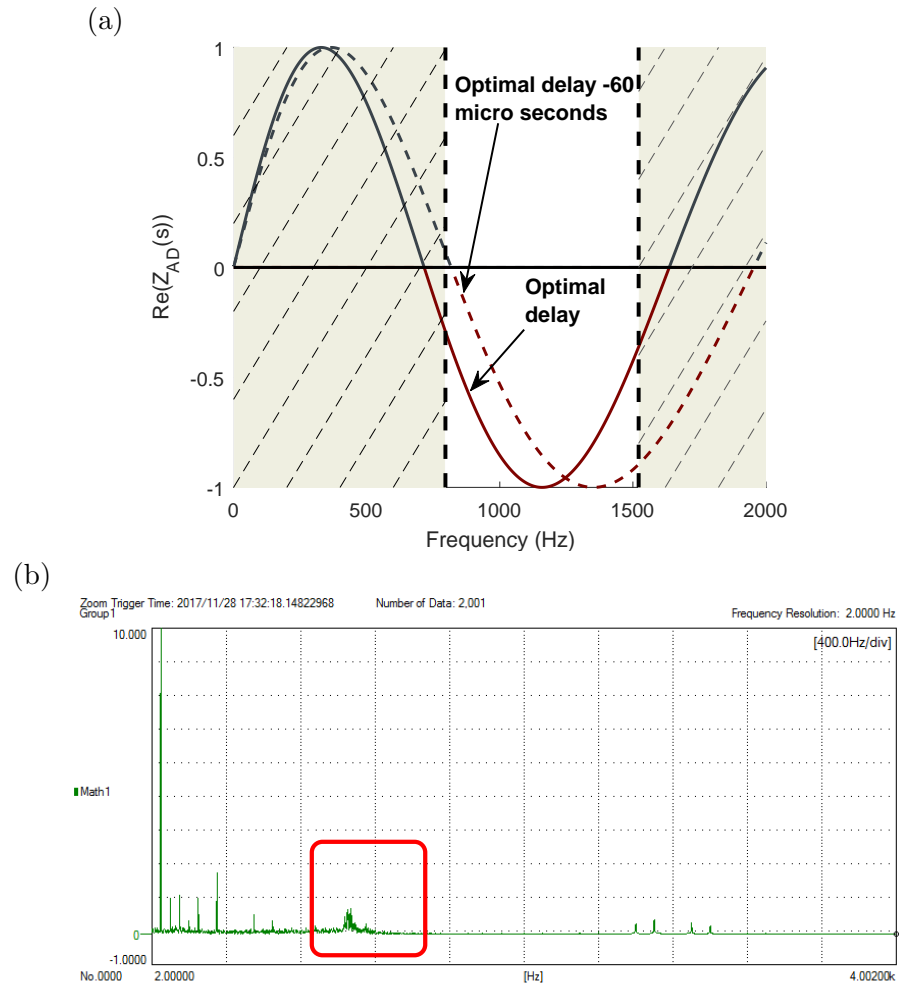 (a)
1
0.5
0
-0.5
-1
Re(Z_AD(s))
Optimal delay -60
micro seconds
Optimal
delay
0
500
1000
1500
2000
Frequency (Hz)
(b)
Zoom Trigger Time: 2017/11/28 17:32:18.14822968 Number of Data: 2,001
Group1 Frequency Resolution: 2.0000 Hz
10.000
[400.0Hz/div]
Math1
0
-1.0000
No.0000 2.00000 [Hz] 4.00200k